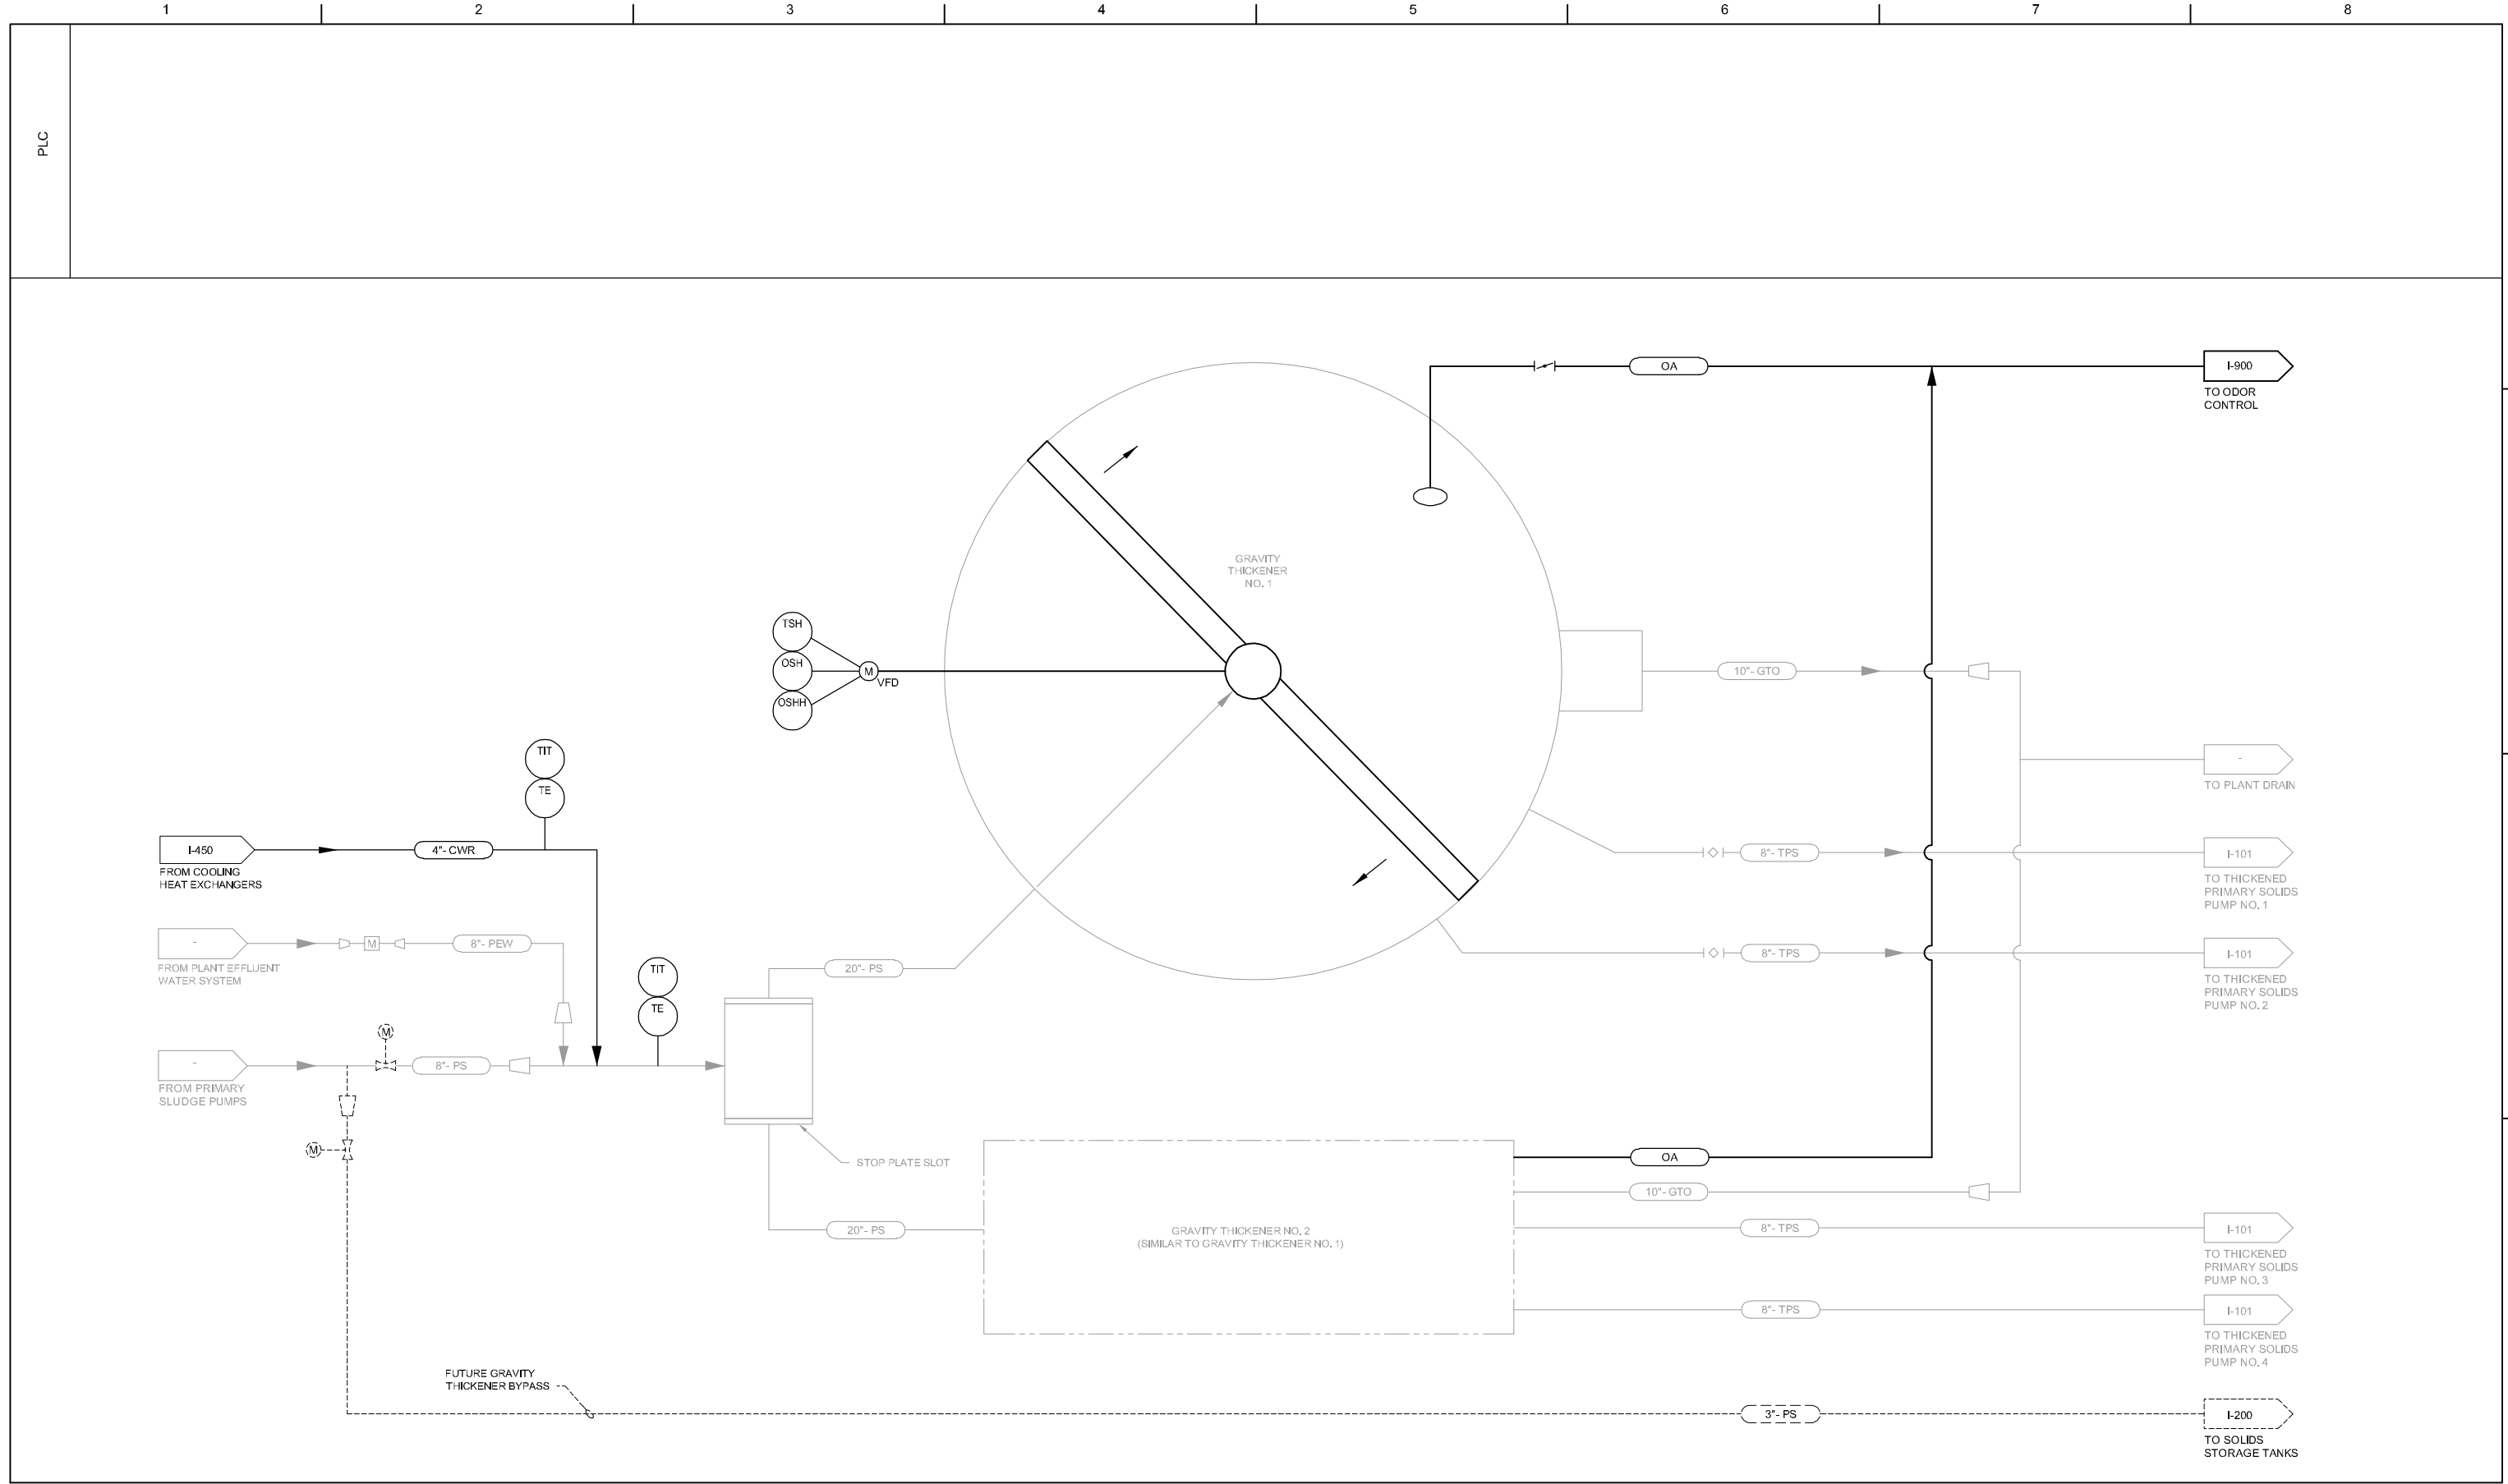 1
2
3
4
5
6
7
8
PLC
OA
I-900
TO ODOR
CONTROL
GRAVITY
THICKENER
NO. 1
TSH
OSH
OSHH
M
VFD
10"- GTO
TIT
TE
-
TO PLANT DRAIN
I-450
4"- CWR
FROM COOLING
HEAT EXCHANGERS
8"- TPS
I-101
TO THICKENED
PRIMARY SOLIDS
PUMP NO. 1
-
M
8"- PEW
FROM PLANT EFFLUENT
WATER SYSTEM
TIT
TE
20"- PS
8"- TPS
I-101
TO THICKENED
PRIMARY SOLIDS
PUMP NO. 2
M
-
8"- PS
FROM PRIMARY
SLUDGE PUMPS
M
STOP PLATE SLOT
OA
10"- GTO
20"- PS
GRAVITY THICKENER NO. 2
(SIMILAR TO GRAVITY THICKENER NO. 1)
8"- TPS
I-101
TO THICKENED
PRIMARY SOLIDS
PUMP NO. 3
8"- TPS
I-101
TO THICKENED
PRIMARY SOLIDS
PUMP NO. 4
FUTURE GRAVITY
THICKENER BYPASS
3"- PS
I-200
TO SOLIDS
STORAGE TANKS